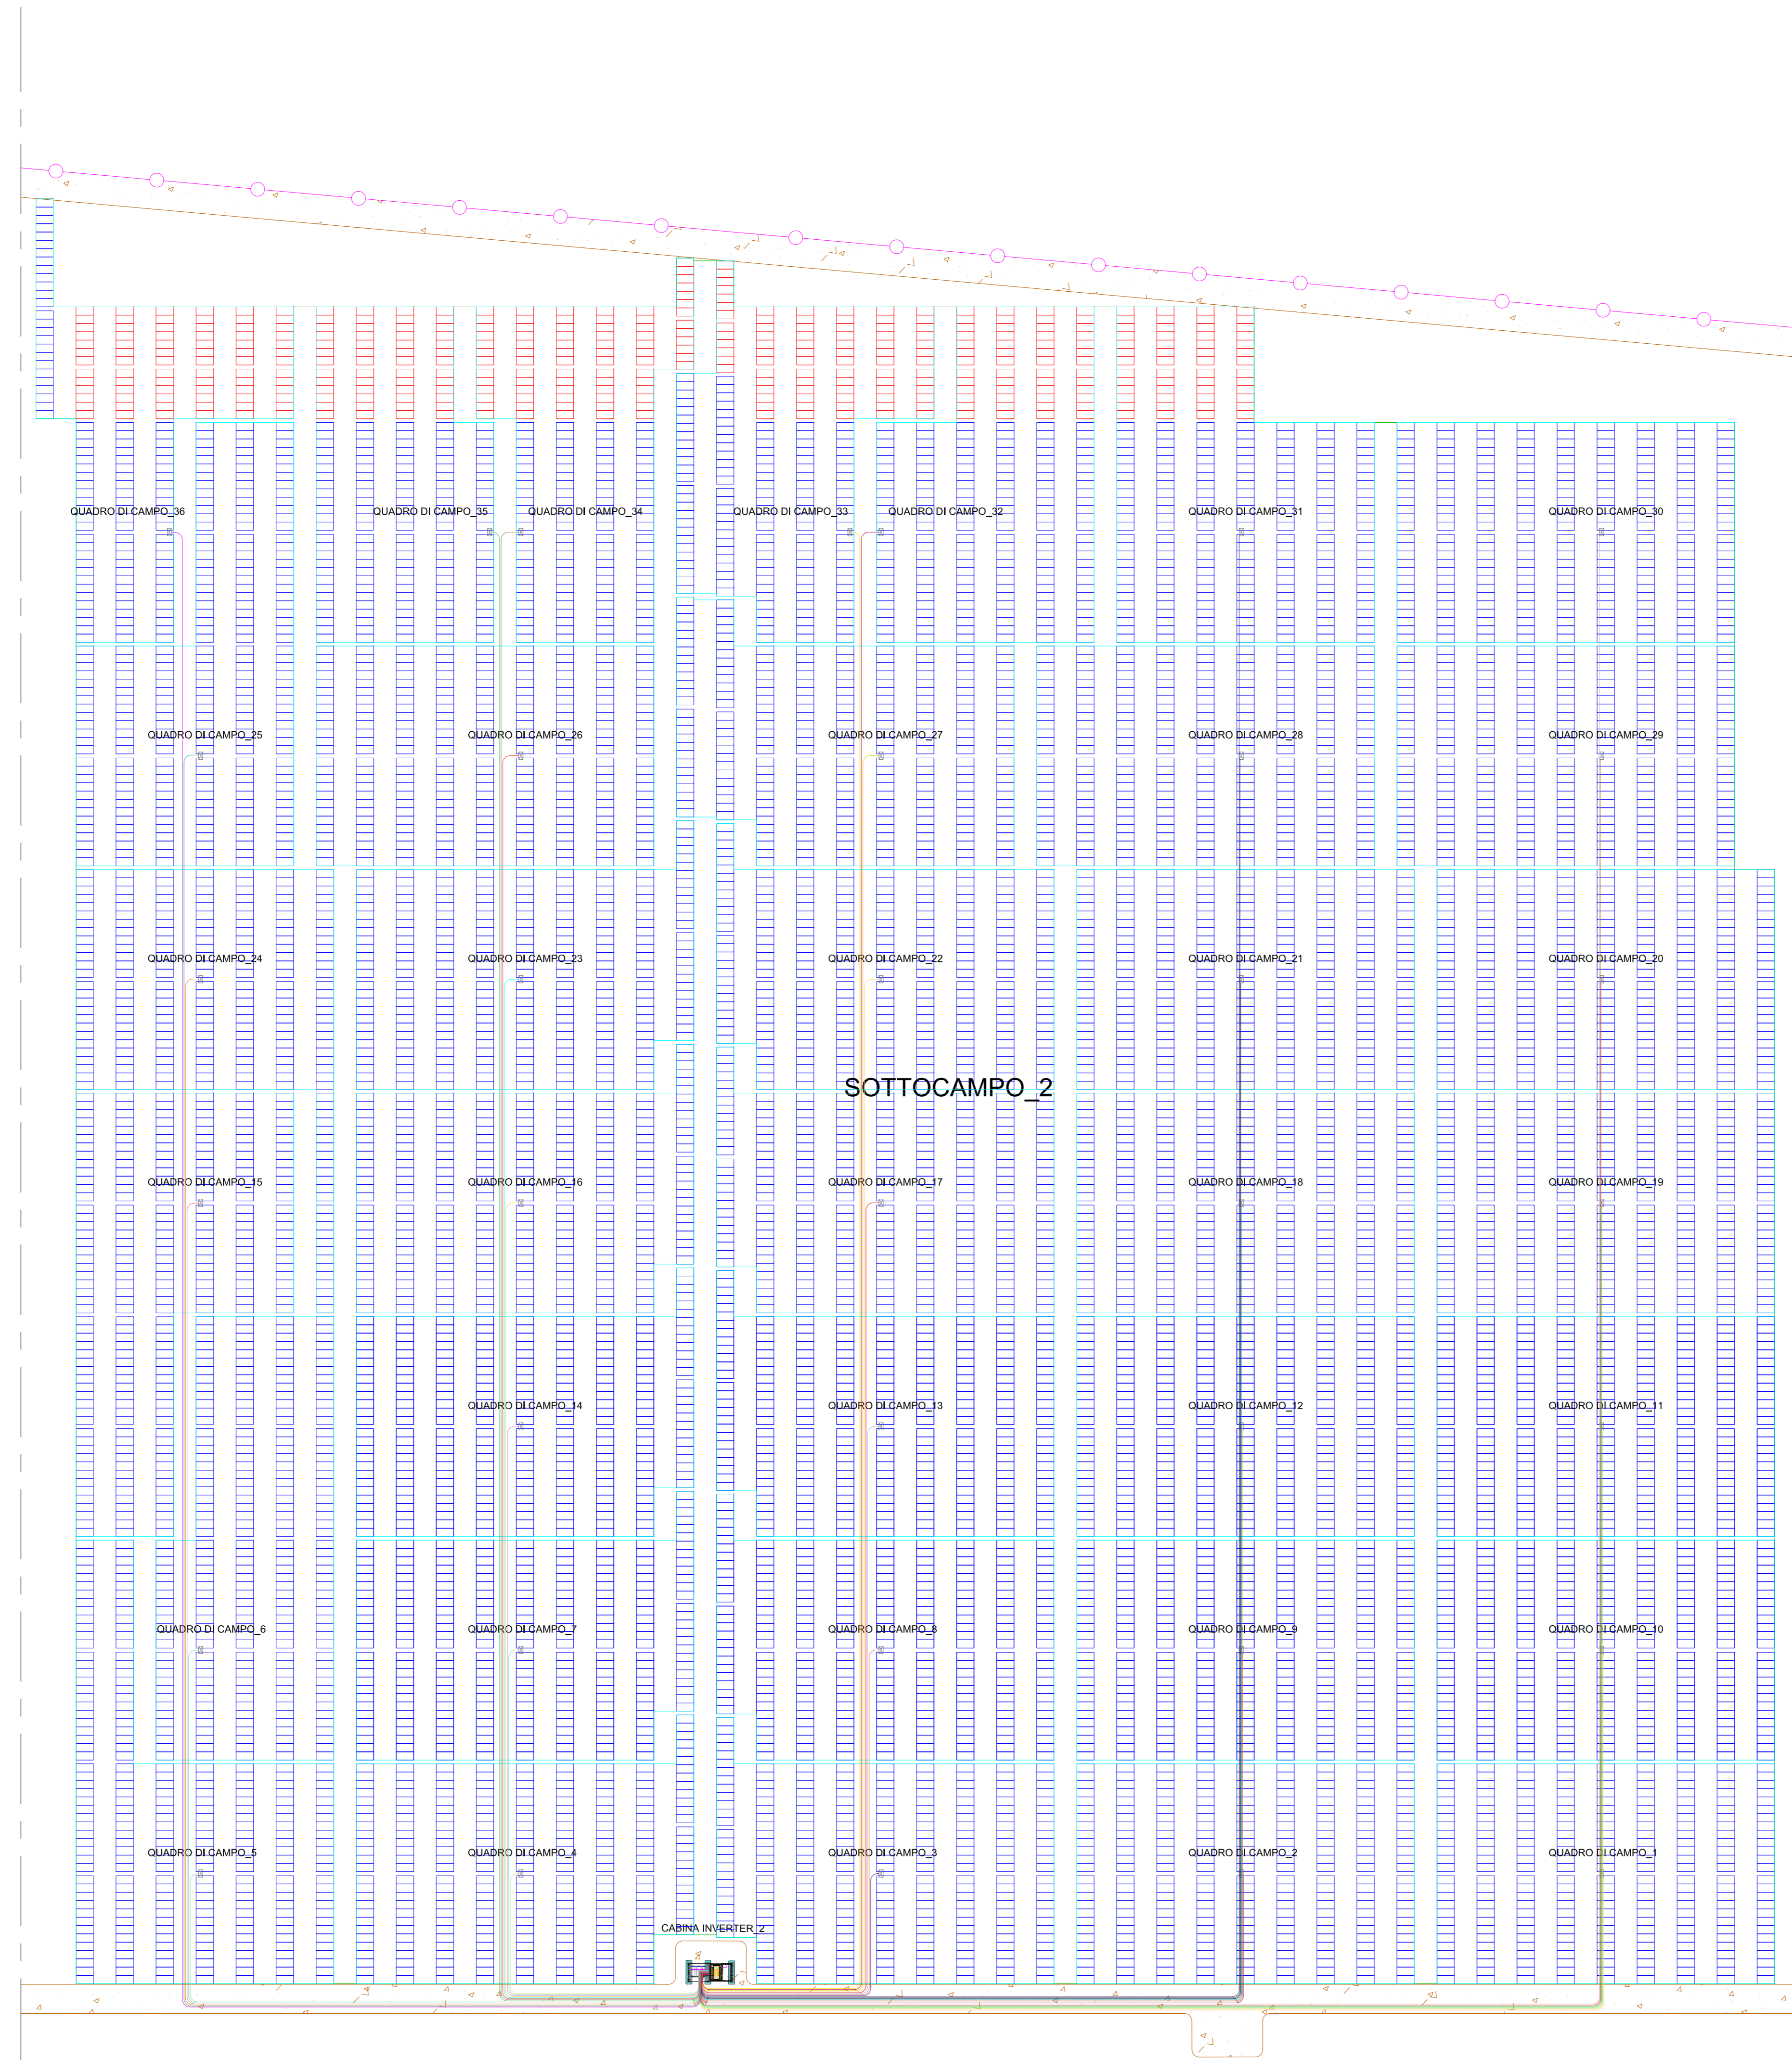 QUADRO DI CAMPO_36
QUADRO DI CAMPO_35
QUADRO DI CAMPO_34
QUADRO DI CAMPO_33
QUADRO DI CAMPO_32
QUADRO DI CAMPO_31
QUADRO DI CAMPO_30
QUADRO DI CAMPO_25
QUADRO DI CAMPO_26
QUADRO DI CAMPO_27
QUADRO DI CAMPO_28
QUADRO DI CAMPO_29
QUADRO DI CAMPO_24
QUADRO DI CAMPO_23
QUADRO DI CAMPO_22
QUADRO DI CAMPO_21
QUADRO DI CAMPO_20
SOTTOCAMPO_2
QUADRO DI CAMPO_15
QUADRO DI CAMPO_16
QUADRO DI CAMPO_17
QUADRO DI CAMPO_18
QUADRO DI CAMPO_19
QUADRO DI CAMPO_14
QUADRO DI CAMPO_13
QUADRO DI CAMPO_12
QUADRO DI CAMPO_11
QUADRO DI CAMPO_6
QUADRO DI CAMPO_7
QUADRO DI CAMPO_8
QUADRO DI CAMPO_9
QUADRO DI CAMPO_10
QUADRO DI CAMPO_5
QUADRO DI CAMPO_4
QUADRO DI CAMPO_3
QUADRO DI CAMPO_2
QUADRO DI CAMPO_1
CABINA INVERTER_2